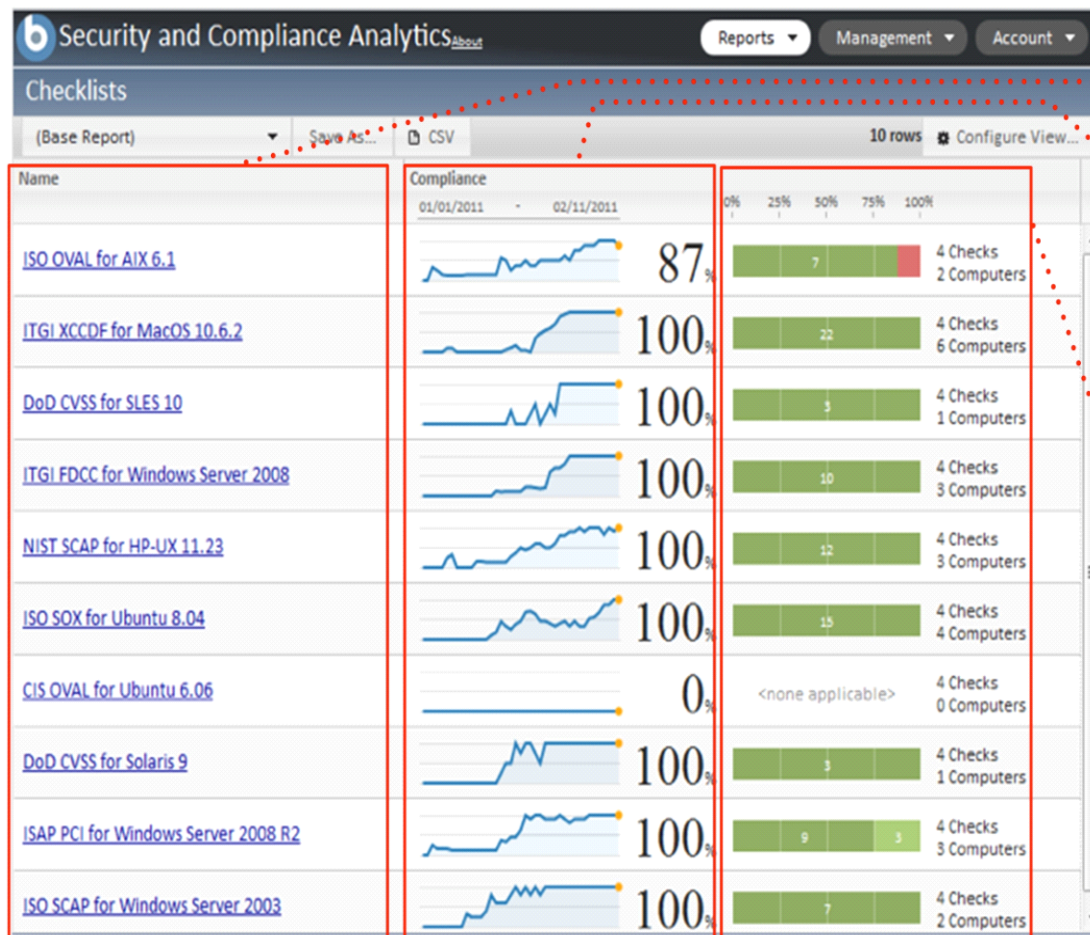 b Security and Compliance Analytics About Reports Management Account
Checklists
(Base Report) Save As... CSV 10 rows Configure View...
Name Compliance
01/01/2011 - 02/11/2011 0% 25% 50% 75% 100%
ISO OVAL for AIX 6.1 87% 7 4 Checks
2 Computers
ITGI XCCDF for MacOS 10.6.2 100% 22 4 Checks
6 Computers
DoD CVSS for SLES 10 100% 3 4 Checks
1 Computers
ITGI FDCC for Windows Server 2008 100% 10 4 Checks
3 Computers
NIST SCAP for HP-UX 11.23 100% 12 4 Checks
3 Computers
ISO SOX for Ubuntu 8.04 100% 15 4 Checks
4 Computers
CIS OVAL for Ubuntu 6.06 0% <none applicable> 4 Checks
0 Computers
DoD CVSS for Solaris 9 100% 3 4 Checks
1 Computers
ISAP PCI for Windows Server 2008 R2 100% 9 3 4 Checks
3 Computers
ISO SCAP for Windows Server 2003 100% 7 4 Checks
2 Computers